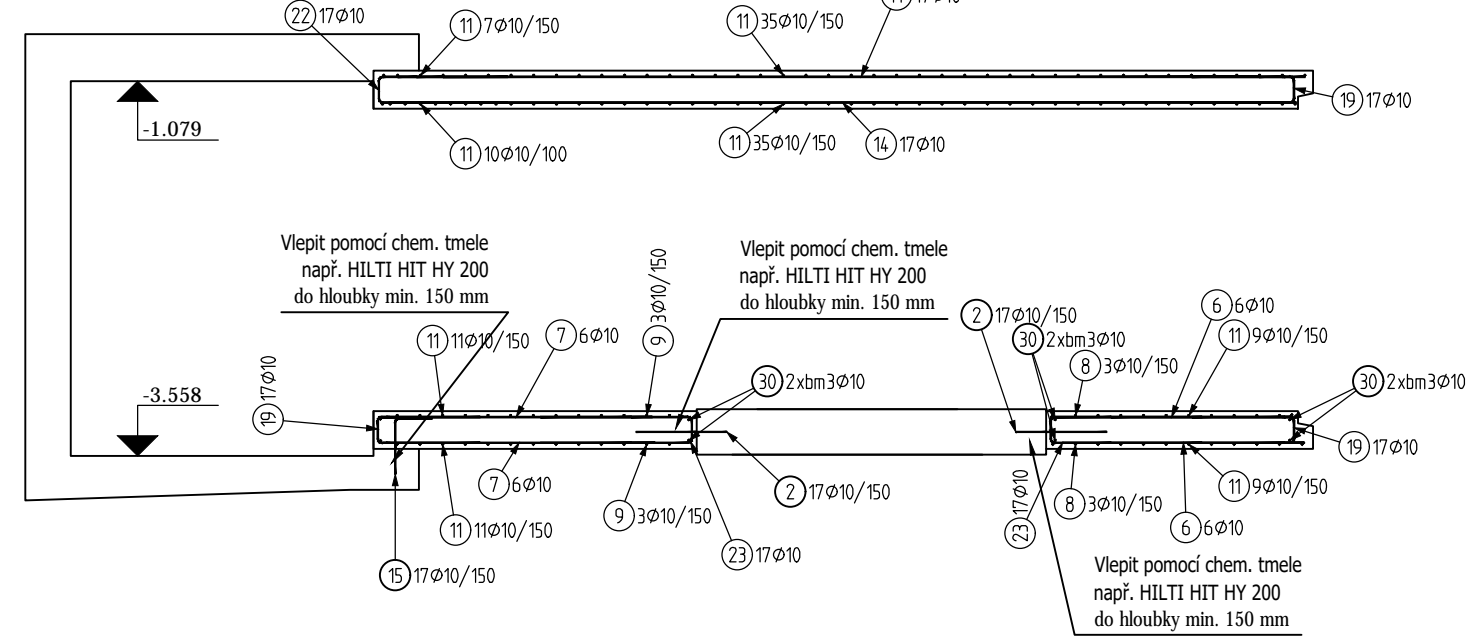 22 17Ø10
11 7Ø10/150
11 35Ø10/150
-1.079
19 17Ø10
11 10Ø10/100
11 35Ø10/150
14 17Ø10
Vlepit pomocí chem. tmele
např. HILTI HIT HY 200
do hloubky min. 150 mm
Vlepit pomocí chem. tmele
např. HILTI HIT HY 200
do hloubky min. 150 mm
11 11Ø10/150
7 6Ø10
9 3Ø10/150
2 17Ø10/150
6 6Ø10
11 9Ø10/150
30 2xbm3Ø10
8 3Ø10/150
30 2xbm3Ø10
30 2xbm3Ø10
-3.558
19 17Ø10
19 17Ø10
7 6Ø10
2 17Ø10/150
11 9Ø10/150
11 11Ø10/150
9 3Ø10/150
8 3Ø10/150
6 6Ø10
23 17Ø10
23 17Ø10
15 17Ø10/150
Vlepit pomocí chem. tmele
např. HILTI HIT HY 200
do hloubky min. 150 mm